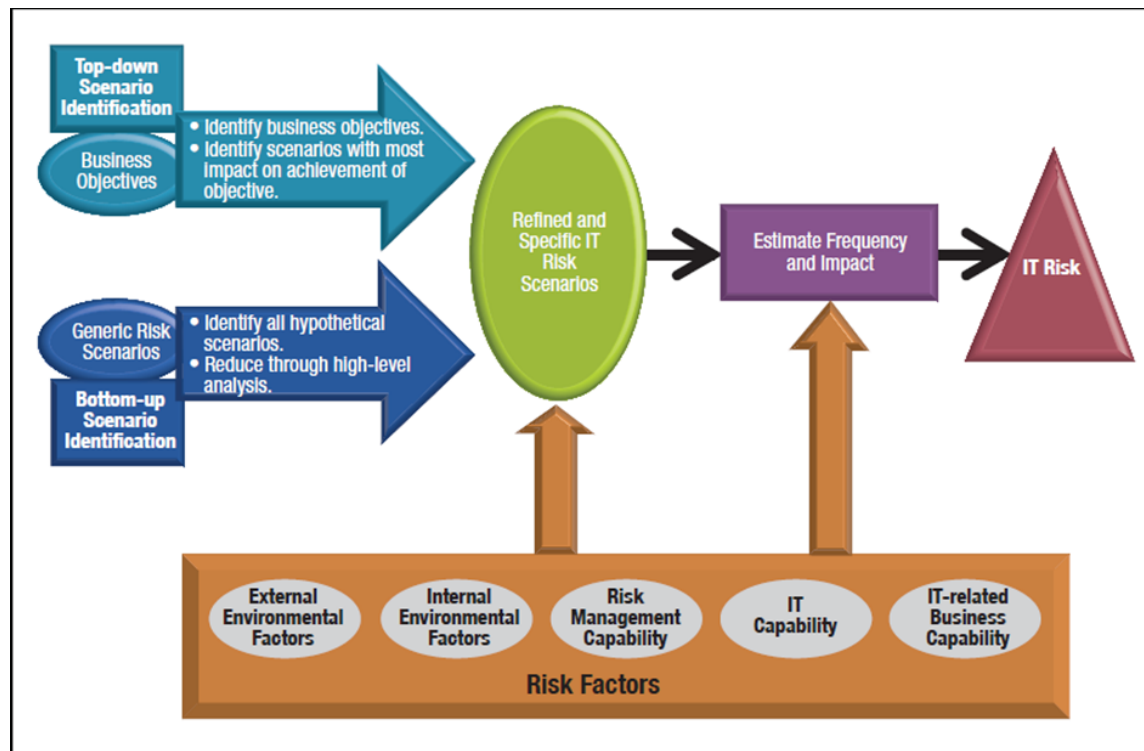 Top-down
Scenario
Identification
Business
Objectives
• Identify business objectives.
• Identify scenarios with most
impact on achievement of
objective.
Generic Risk
Scenarios
Bottom-up
Scenario
Identification
• Identify all hypothetical
scenarios.
• Reduce through high-level
analysis.
Refined and
Specific IT
Risk
Scenarios
Estimate Frequency
and Impact
IT Risk
External
Environmental
Factors
Internal
Environmental
Factors
Risk
Management
Capability
IT
Capability
IT-related
Business
Capability
Risk Factors